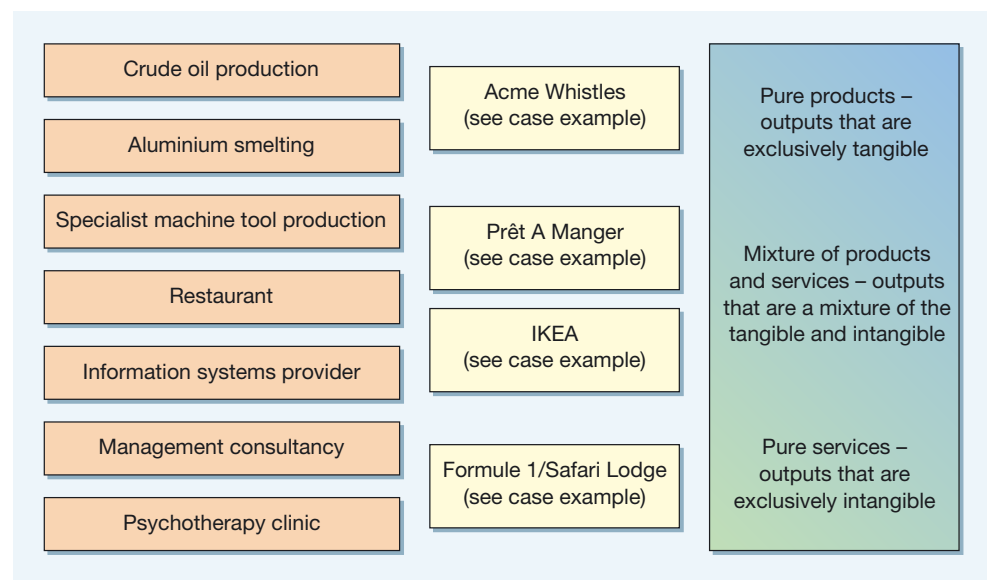 Crude oil production
Aluminium smelting
Specialist machine tool production
Restaurant
Information systems provider
Management consultancy
Psychotherapy clinic
Acme Whistles
(see case example)
Prêt A Manger
(see case example)
IKEA
(see case example)
Formule 1/Safari Lodge
(see case example)
Pure products –
outputs that are
exclusively tangible
Mixture of products
and services – outputs
that are a mixture of the
tangible and intangible
Pure services –
outputs that are
exclusively intangible